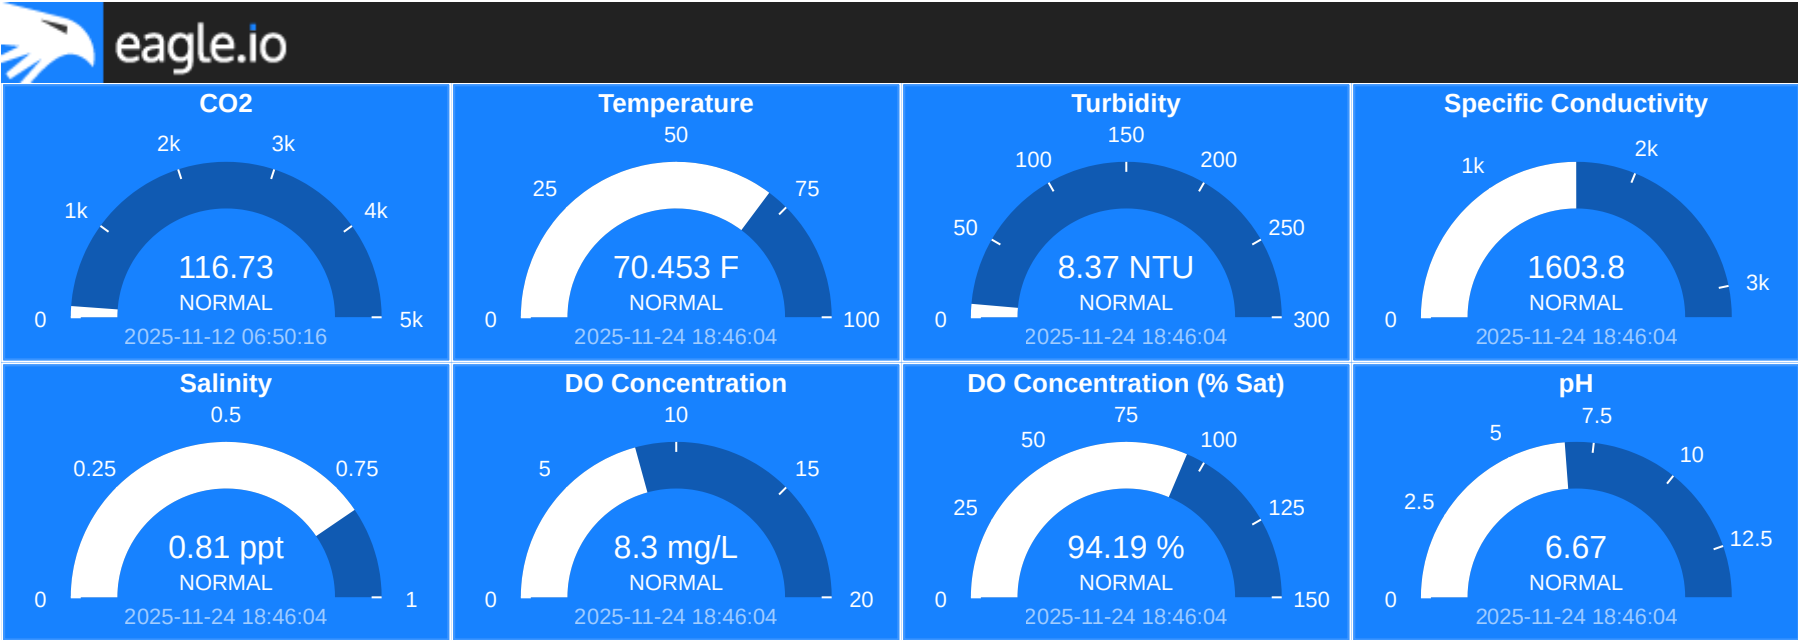 eagle.io
CO2
2k
3k
1k
4k
116.73
NORMAL
0
5k
2025-11-12 06:50:16
Temperature
50
25
75
70.453 F
NORMAL
0
100
2025-11-24 18:46:04
Turbidity
150
100
200
50
250
8.37 NTU
NORMAL
0
300
2025-11-24 18:46:04
Specific Conductivity
2k
1k
1603.8
3k
NORMAL
0
2025-11-24 18:46:04
Salinity
0.5
0.25
0.75
0.81 ppt
NORMAL
0
1
2025-11-24 18:46:04
DO Concentration
10
5
15
8.3 mg/L
NORMAL
0
20
2025-11-24 18:46:04
DO Concentration (% Sat)
75
50
100
25
125
94.19 %
NORMAL
0
150
2025-11-24 18:46:04
pH
7.5
5
10
2.5
12.5
6.67
NORMAL
0
2025-11-24 18:46:04